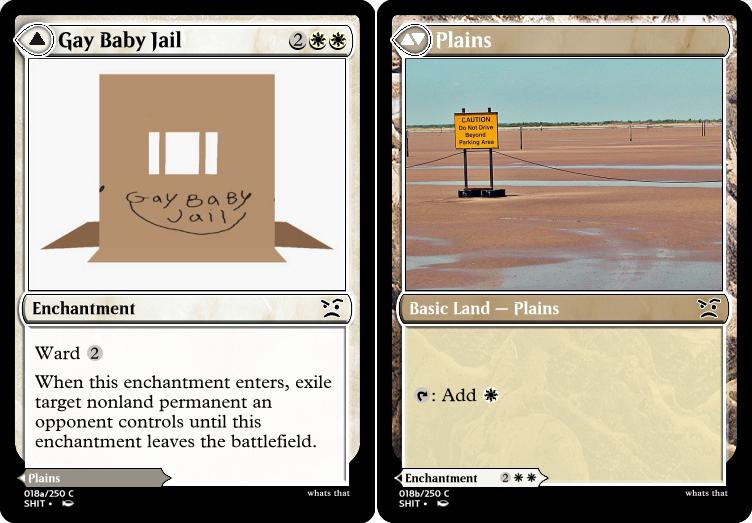 Gay Baby Jail 2
Gay Baby
Jail
Enchantment
Ward 2
When this enchantment enters, exile
target nonland permanent an
opponent controls until this
enchantment leaves the battlefield.
Plains
018a/250 C
SHIT •
whats that
Plains
CAUTION
Do Not Drive
Beyond
Parking Area
Basic Land — Plains
: Add
Enchantment 2
018b/250 C
SHIT •
whats that